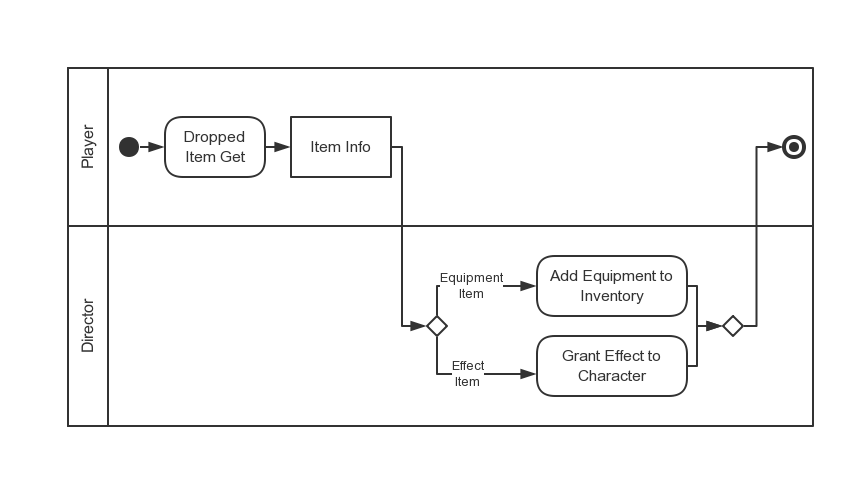 Player
Dropped
Item Get
Item Info
Director
Equipment
Item
Add Equipment to
Inventory
Effect
Item
Grant Effect to
Character